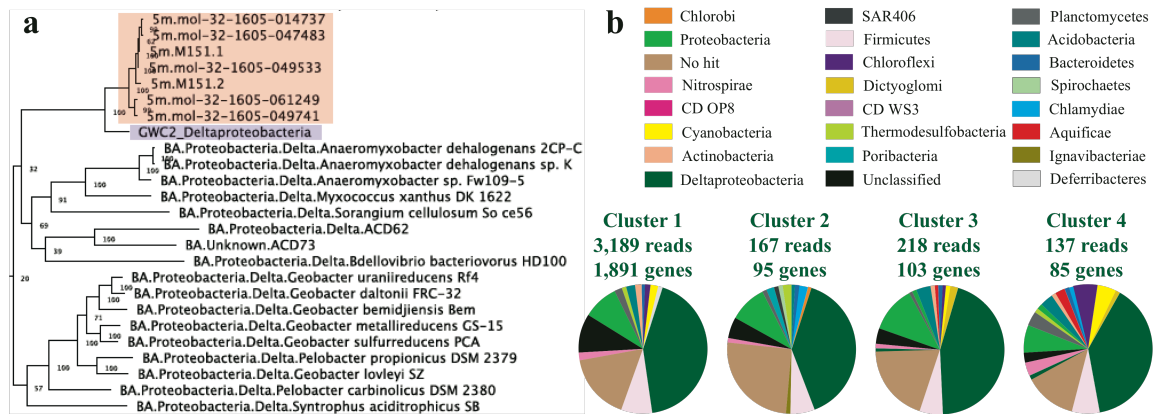 a
5m.mol-32-1605-014737
5m.mol-32-1605-047483
5m.M151.1
5m.mol-32-1605-049533
5m.M151.2
5m.mol-32-1605-061249
5m.mol-32-1605-049741
GWC2_Deltaproteobacteria
BA.Proteobacteria.Delta.Anaeromyxobacter dehalogenans 2CP-C
BA.Proteobacteria.Delta.Anaeromyxobacter dehalogenans sp. K
BA.Proteobacteria.Delta.Anaeromyxobacter sp. Fw109-5
BA.Proteobacteria.Delta.Myxococcus xanthus DK 1622
BA.Proteobacteria.Delta.Sorangium cellulosum So ce56
BA.Proteobacteria.Delta.ACD62
BA.Unknown.ACD73
BA.Proteobacteria.Delta.Bdellovibrio bacteriovorus HD100
BA.Proteobacteria.Delta.Geobacter uraniireducens Rf4
BA.Proteobacteria.Delta.Geobacter daltonii FRC-32
BA.Proteobacteria.Delta.Geobacter bemidjiensis Bem
BA.Proteobacteria.Delta.Geobacter metallireducens GS-15
BA.Proteobacteria.Delta.Geobacter sulfurreducens PCA
BA.Proteobacteria.Delta.Pelobacter propionicus DSM 2379
BA.Proteobacteria.Delta.Geobacter lovleyi SZ
BA.Proteobacteria.Delta.Pelobacter carbinolicus DSM 2380
BA.Proteobacteria.Delta.Syntrophus aciditrophicus SB
62
100
100
100
32
100
100
100
91
69
100
39
20
100
100
71
100
100
100
100
57
b
Chlorobi
Proteobacteria
No hit
Nitrospirae
CD OP8
Cyanobacteria
Actinobacteria
Deltaproteobacteria
SAR406
Firmicutes
Chloroflexi
Dictyoglomi
CD WS3
Thermodesulfobacteria
Poribacteria
Unclassified
Planctomycetes
Acidobacteria
Bacteroidetes
Spirochaetes
Chlamydiae
Aquificae
Ignavibacteriae
Deferribacteres
Cluster 1
3,189 reads
1,891 genes
Cluster 2
167 reads
95 genes
Cluster 3
218 reads
103 genes
Cluster 4
137 reads
85 genes